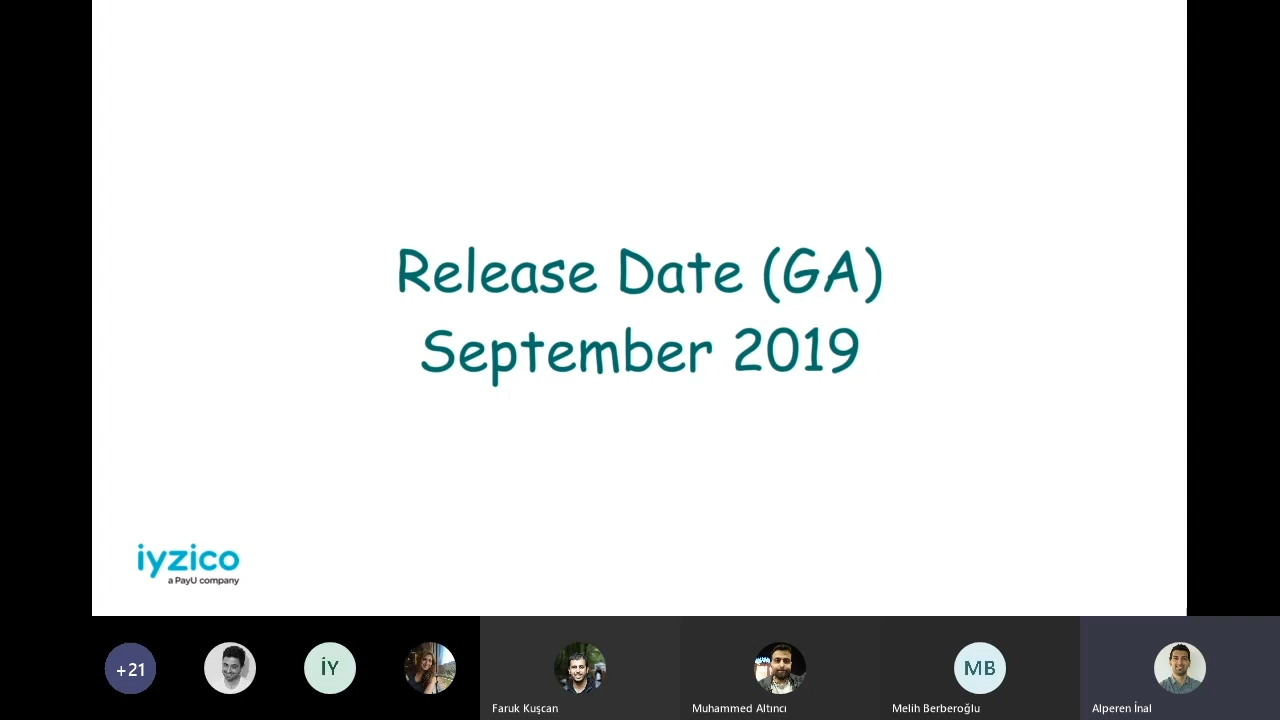 Release Date (GA)
September 2019
iyzico
a PayU company
+21
İY
MB
Faruk Kuşcan
Muhammed Altıncı
Melih Berberoğlu
Alperen İnal